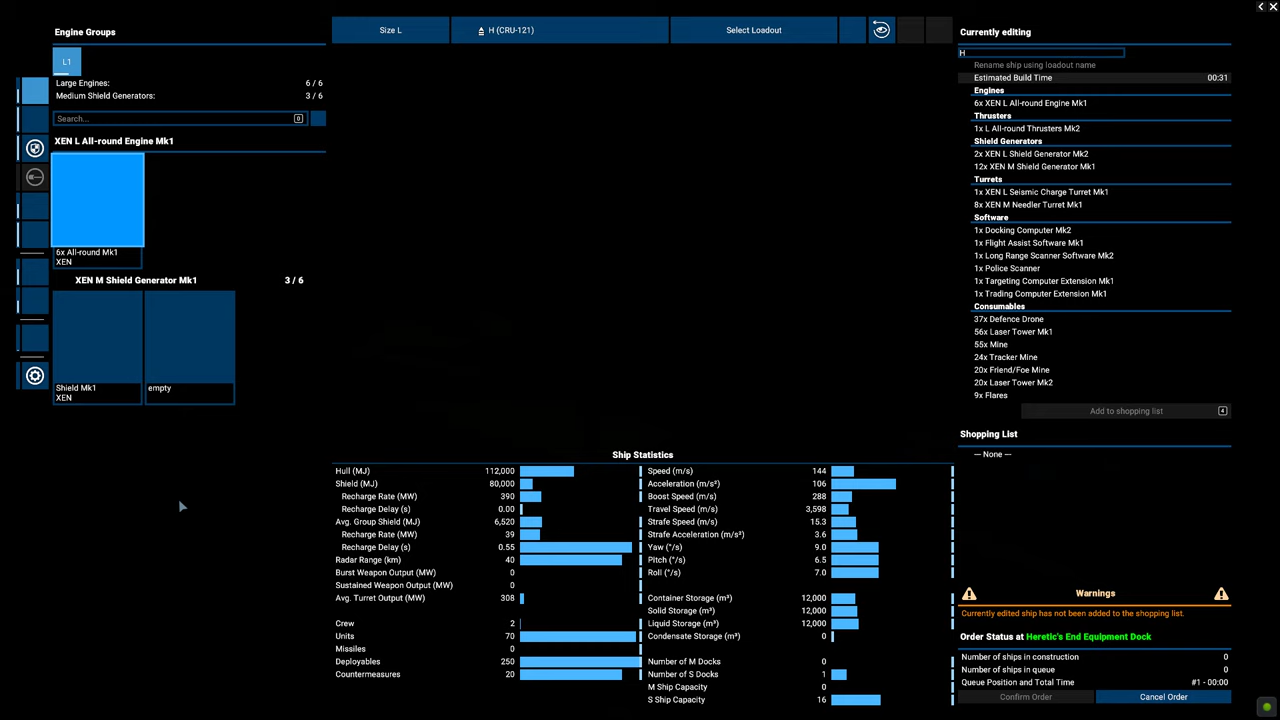 Engine Groups
L1
Large Engines: 6 / 6
Medium Shield Generators: 3 / 6
Search...
0
XEN L All-round Engine Mk1
6x All-round Mk1
XEN
XEN M Shield Generator Mk1 3 / 6
Shield Mk1
XEN
empty
Size L
H (CRU-121)
Select Loadout
Ship Statistics
Hull (MJ) 112,000
Shield (MJ) 80,000
Recharge Rate (MW) 390
Recharge Delay (s) 0.00
Avg. Group Shield (MJ) 6,520
Recharge Rate (MW) 39
Recharge Delay (s) 0.55
Radar Range (km) 40
Burst Weapon Output (MW) 0
Sustained Weapon Output (MW) 0
Avg. Turret Output (MW) 308
Crew 2
Units 70
Missiles 0
Deployables 250
Countermeasures 20
Speed (m/s) 144
Acceleration (m/s²) 106
Boost Speed (m/s) 288
Travel Speed (m/s) 3,598
Strafe Speed (m/s) 15.3
Strafe Acceleration (m/s²) 3.6
Yaw (°/s) 9.0
Pitch (°/s) 6.5
Roll (°/s) 7.0
Container Storage (m³) 12,000
Solid Storage (m³) 12,000
Liquid Storage (m³) 12,000
Condensate Storage (m³) 0
Number of M Docks 0
Number of S Docks 1
M Ship Capacity 0
S Ship Capacity 16
Currently editing
H
Rename ship using loadout name
Estimated Build Time 00:31
Engines
6x XEN L All-round Engine Mk1
Thrusters
1x L All-round Thrusters Mk2
Shield Generators
2x XEN L Shield Generator Mk2
12x XEN M Shield Generator Mk1
Turrets
1x XEN L Seismic Charge Turret Mk1
8x XEN M Needler Turret Mk1
Software
1x Docking Computer Mk2
1x Flight Assist Software Mk1
1x Long Range Scanner Software Mk2
1x Police Scanner
1x Targeting Computer Extension Mk1
1x Trading Computer Extension Mk1
Consumables
37x Defence Drone
56x Laser Tower Mk1
55x Mine
24x Tracker Mine
20x Friend/Foe Mine
20x Laser Tower Mk2
9x Flares
Add to shopping list 4
Shopping List
--- None ---
Warnings
Currently edited ship has not been added to the shopping list.
Order Status at Heretic's End Equipment Dock
Number of ships in construction 0
Number of ships in queue 0
Queue Position and Total Time #1 - 00:00
Confirm Order
Cancel Order